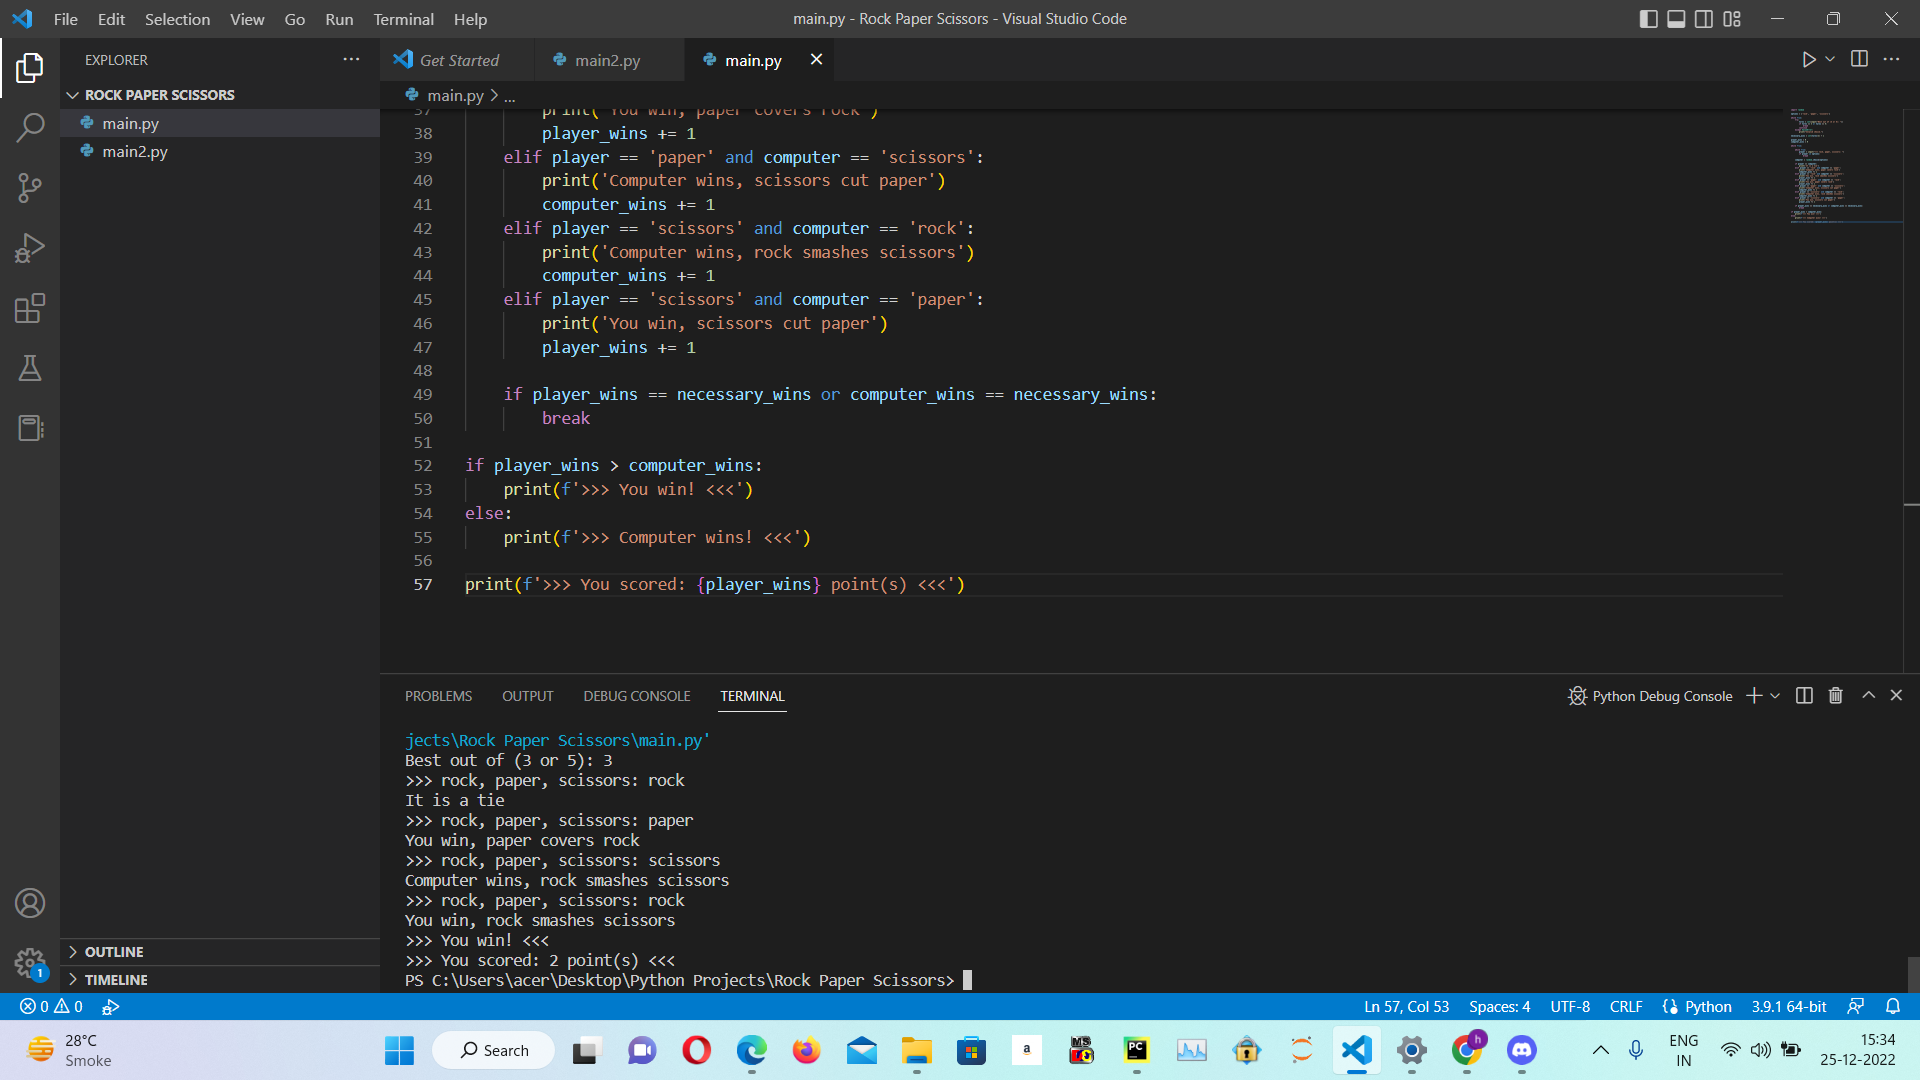 File Edit Selection View Go Run Terminal Help
main.py - Rock Paper Scissors - Visual Studio Code
EXPLORER
ROCK PAPER SCISSORS
main.py
main2.py
OUTLINE
TIMELINE
Get Started main2.py main.py
main.py > ...
37 print('You win, paper covers rock')
38 player_wins += 1
39 elif player == 'paper' and computer == 'scissors':
40 print('Computer wins, scissors cut paper')
41 computer_wins += 1
42 elif player == 'scissors' and computer == 'rock':
43 print('Computer wins, rock smashes scissors')
44 computer_wins += 1
45 elif player == 'scissors' and computer == 'paper':
46 print('You win, scissors cut paper')
47 player_wins += 1
48
49 if player_wins == necessary_wins or computer_wins == necessary_wins:
50 break
51
52 if player_wins > computer_wins:
53 print(f'>>> You win! <<<')
54 else:
55 print(f'>>> Computer wins! <<<')
56
57 print(f'>>> You scored: {player_wins} point(s) <<<')
PROBLEMS OUTPUT DEBUG CONSOLE TERMINAL
Python Debug Console
jects\Rock Paper Scissors\main.py'
Best out of (3 or 5): 3
>>> rock, paper, scissors: rock
It is a tie
>>> rock, paper, scissors: paper
You win, paper covers rock
>>> rock, paper, scissors: scissors
Computer wins, rock smashes scissors
>>> rock, paper, scissors: rock
You win, rock smashes scissors
>>> You win! <<<
>>> You scored: 2 point(s) <<<
PS C:\Users\acer\Desktop\Python Projects\Rock Paper Scissors>
1
0 0
Ln 57, Col 53 Spaces: 4 UTF-8 CRLF Python 3.9.1 64-bit
28°C
Smoke
Search
a
MS
PC
h
ENG
IN
15:34
25-12-2022